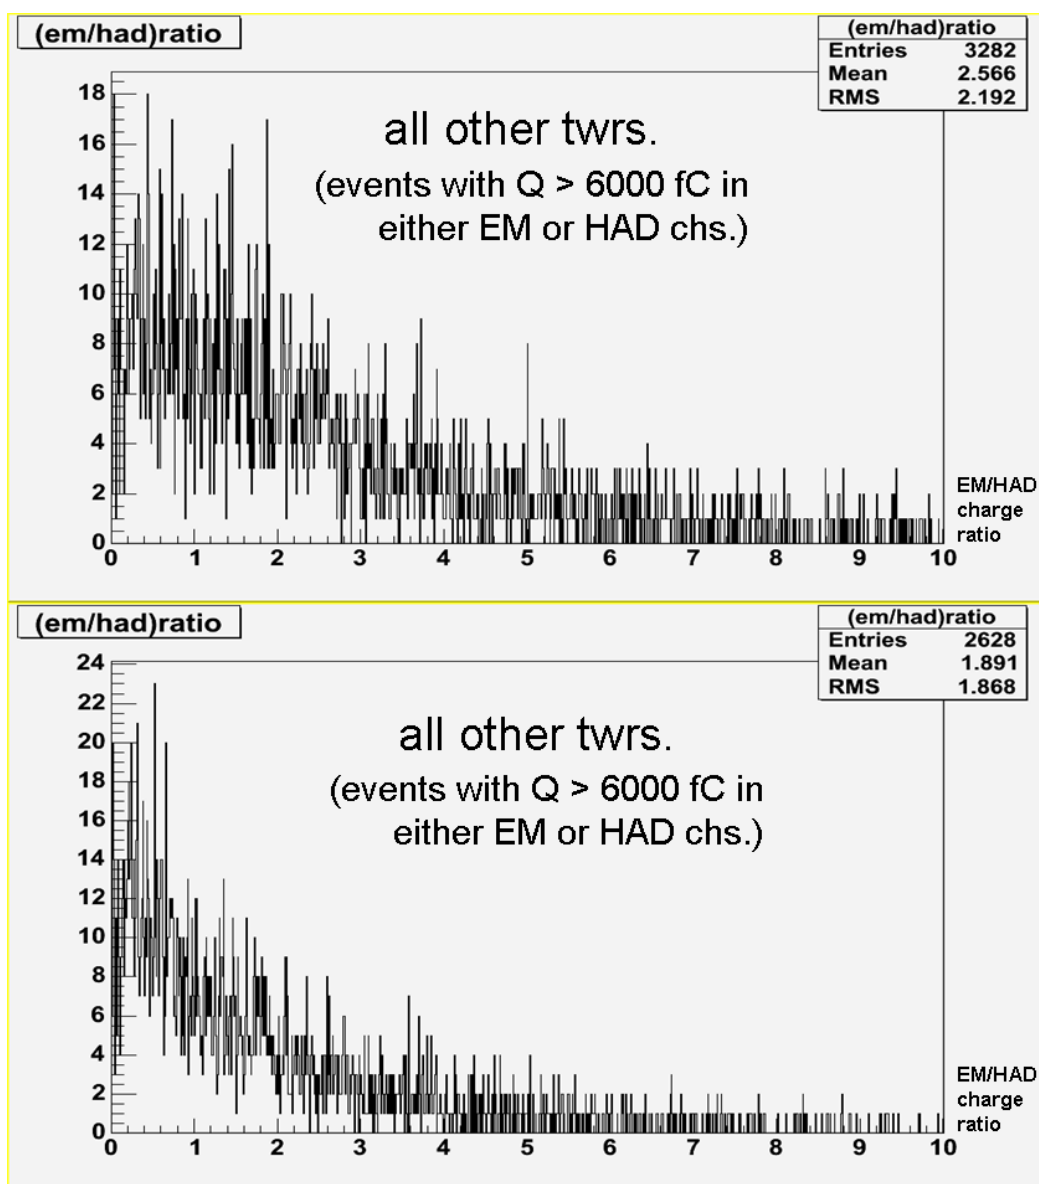 (em/had)ratio
(em/had)ratio
Entries 3282
Mean 2.566
RMS 2.192
all other twrs.
(events with Q > 6000 fC in
either EM or HAD chs.)
18
16
14
12
10
8
6
4
2
0
0 1 2 3 4 5 6 7 8 9 10
EM/HAD
charge
ratio
(em/had)ratio
(em/had)ratio
Entries 2628
Mean 1.891
RMS 1.868
all other twrs.
(events with Q > 6000 fC in
either EM or HAD chs.)
24
22
20
18
16
14
12
10
8
6
4
2
0
0 1 2 3 4 5 6 7 8 9 10
EM/HAD
charge
ratio